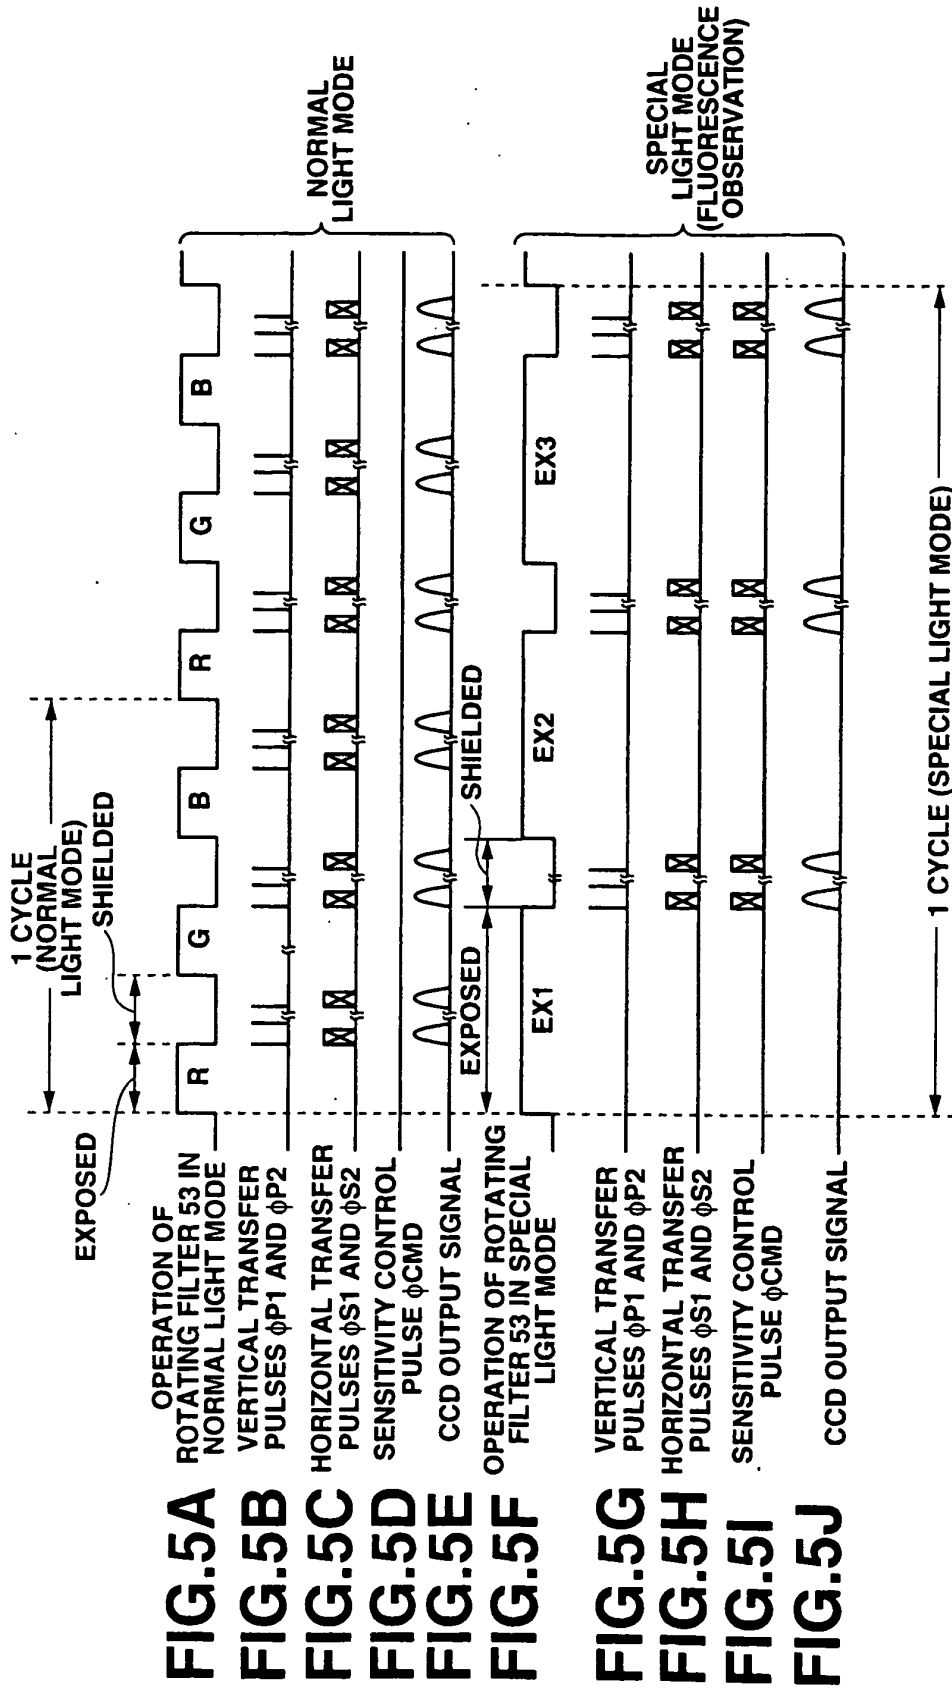 1 CYCLE
(NORMAL
LIGHT MODE)
EXPOSED
SHIELDED
FIG.5A
OPERATION OF
ROTATING FILTER 53 IN
NORMAL LIGHT MODE
R
G
B
R
G
B
FIG.5B
VERTICAL TRANSFER
PULSES ϕP1 AND ϕP2
FIG.5C
HORIZONTAL TRANSFER
PULSES ϕS1 AND ϕS2
FIG.5D
SENSITIVITY CONTROL
PULSE ϕCMD
FIG.5E
CCD OUTPUT SIGNAL
NORMAL
LIGHT MODE
EXPOSED
SHIELDED
FIG.5F
OPERATION OF ROTATING
FILTER 53 IN SPECIAL
LIGHT MODE
EX1
EX2
EX3
FIG.5G
VERTICAL TRANSFER
PULSES ϕP1 AND ϕP2
FIG.5H
HORIZONTAL TRANSFER
PULSES ϕS1 AND ϕS2
FIG.5I
SENSITIVITY CONTROL
PULSE ϕCMD
FIG.5J
CCD OUTPUT SIGNAL
SPECIAL
LIGHT MODE
(FLUORESCENCE
OBSERVATION)
1 CYCLE (SPECIAL LIGHT MODE)